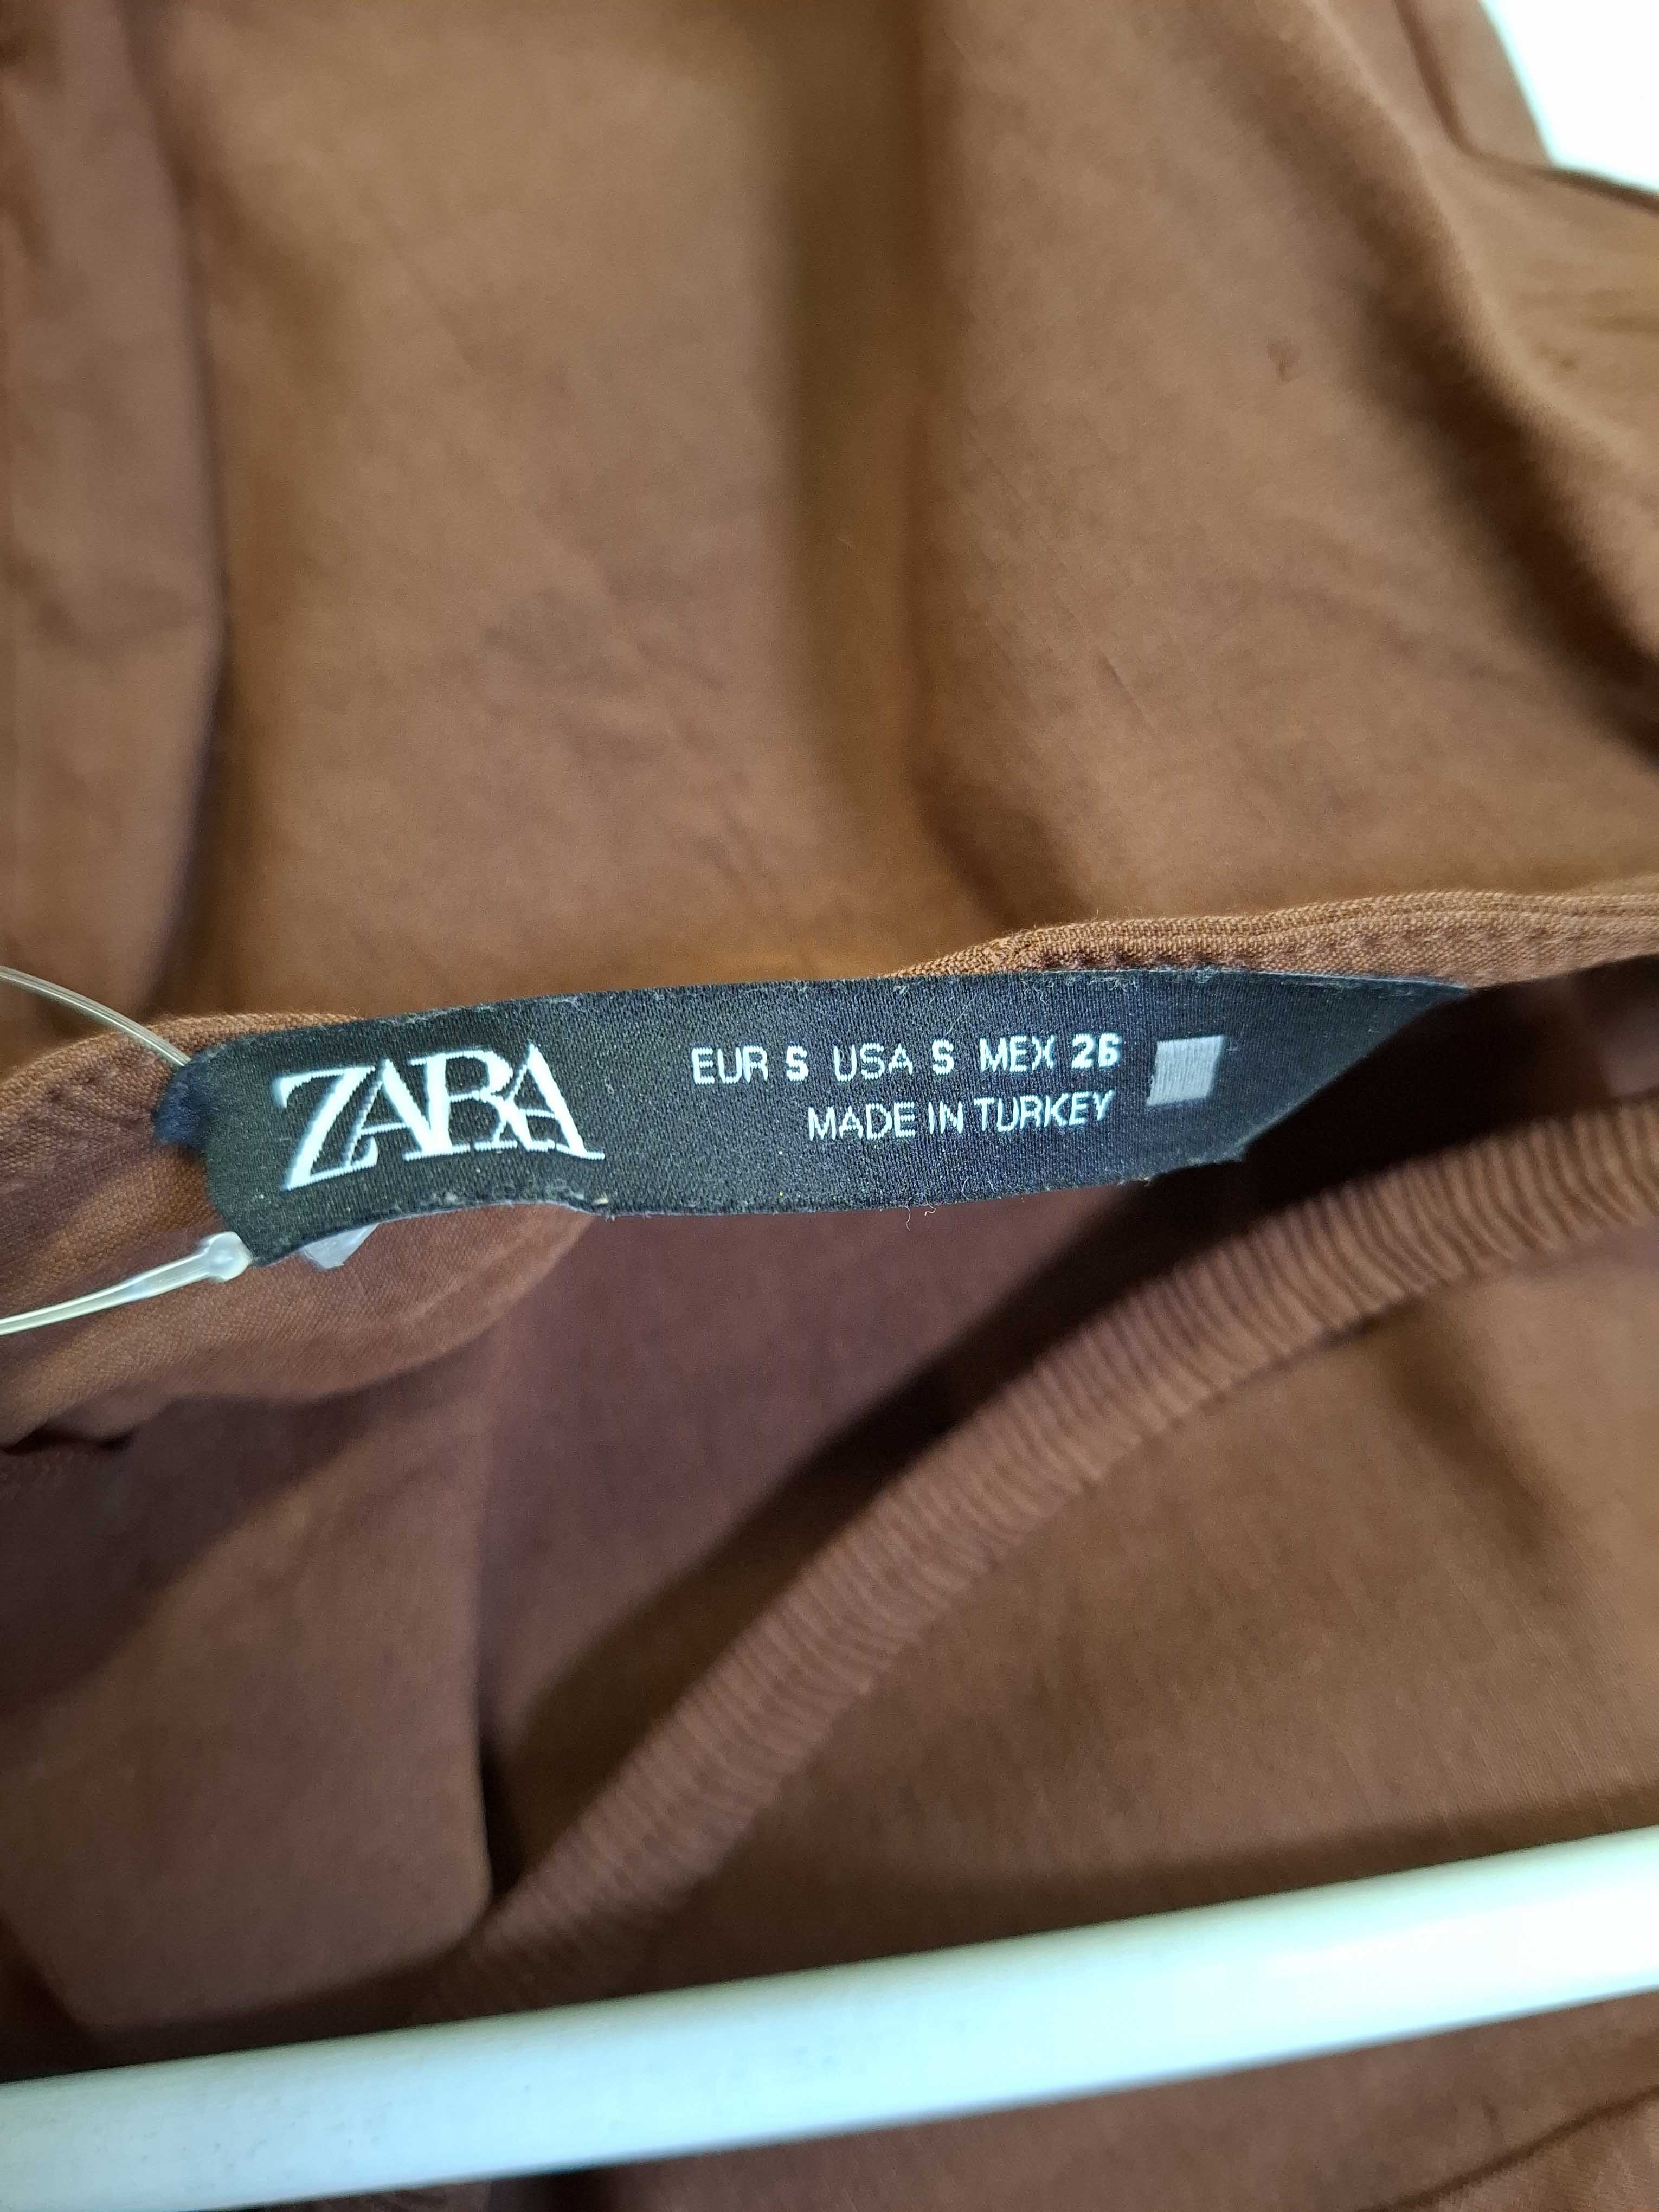 ZARA
EUR S USA S MEX 26
MADE IN TURKEY